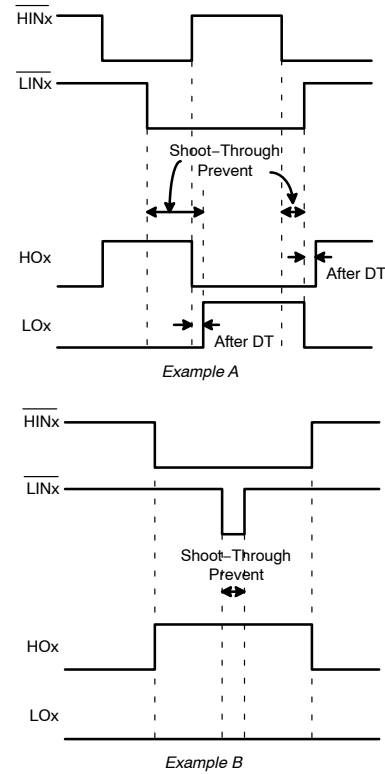 HINx
LINx
Shoot–Through
Prevent
HOx
After DT
LOx
After DT
Example A
HINx
LINx
Shoot–Through
Prevent
HOx
LOx
Example B